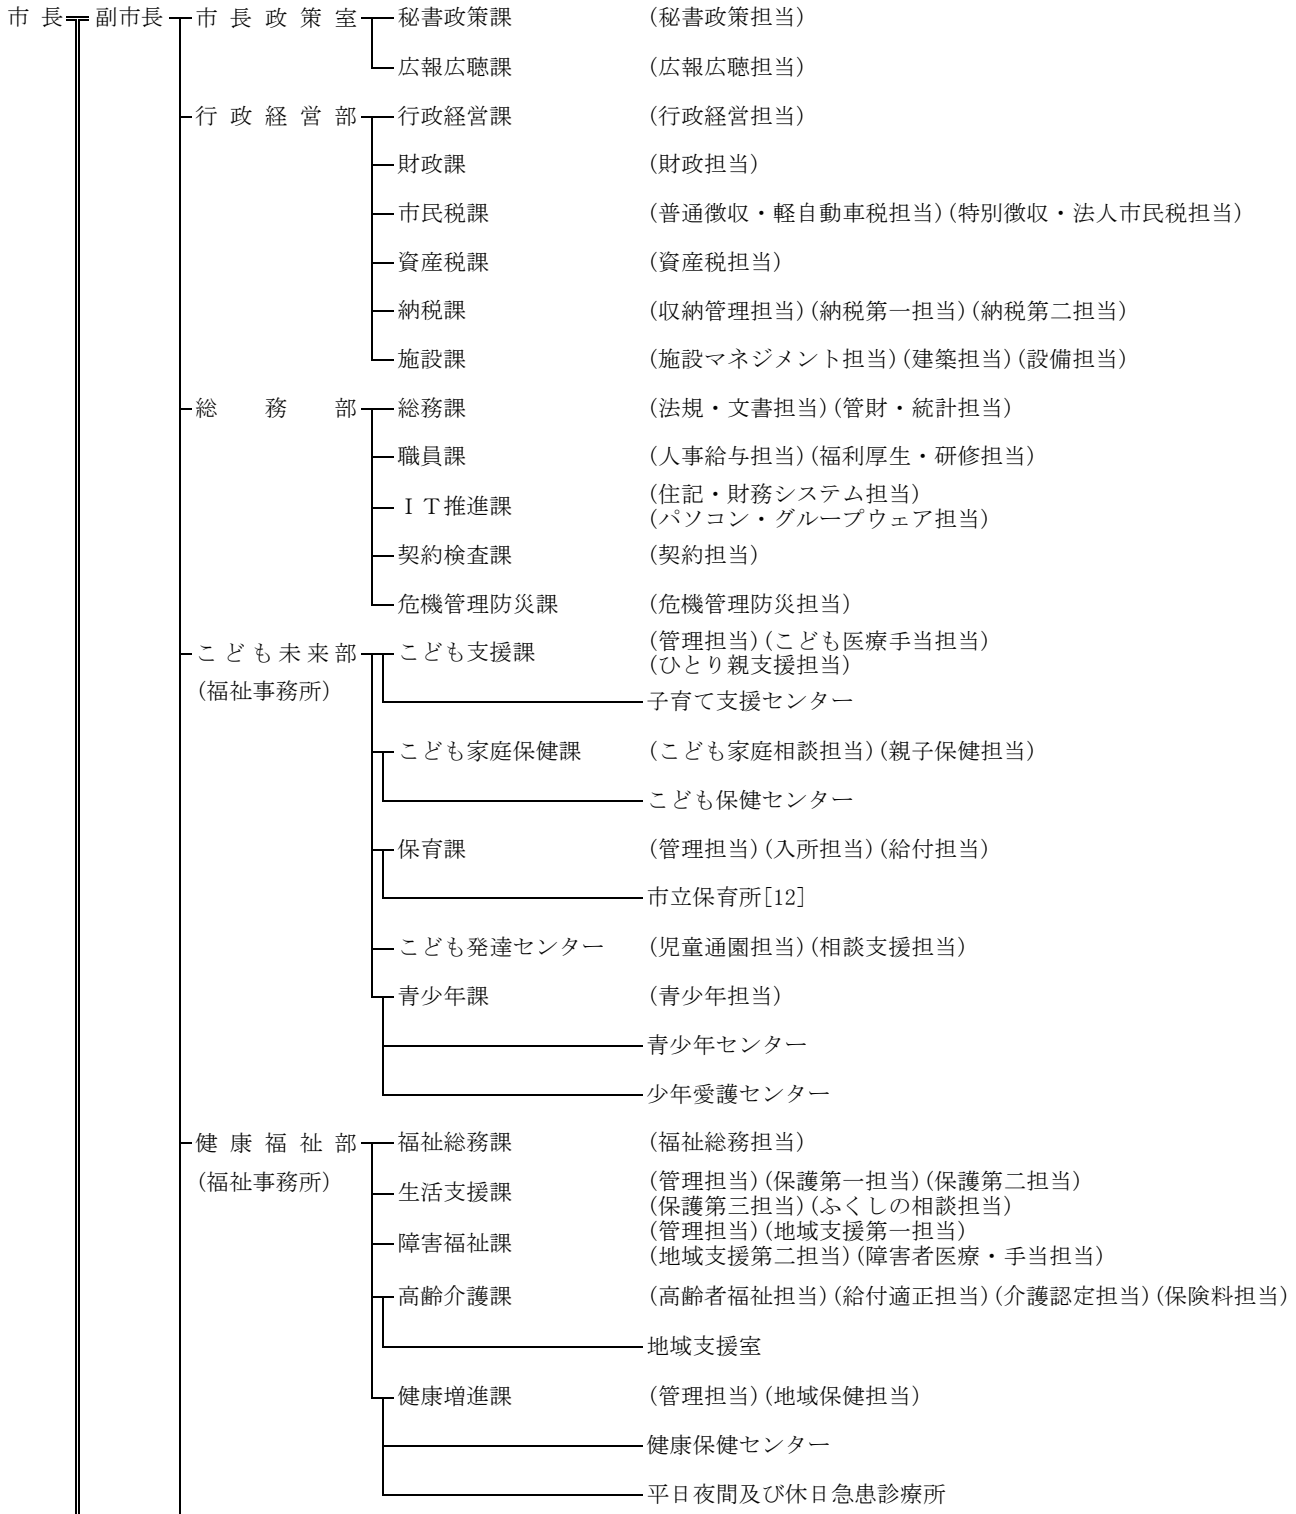 市長 副市長 市長政策室 秘書政策課 (秘書政策担当)
広報広聴課 (広報広聴担当)
行政経営部 行政経営課 (行政経営担当)
財政課 (財政担当)
市民税課 (普通徴収・軽自動車税担当)(特別徴収・法人市民税担当)
資産税課 (資産税担当)
納税課 (収納管理担当)(納税第一担当)(納税第二担当)
施設課 (施設マネジメント担当)(建築担当)(設備担当)
総務部 総務課 (法規・文書担当)(管財・統計担当)
職員課 (人事給与担当)(福利厚生・研修担当)
ＩＴ推進課 (住記・財務システム担当)
(パソコン・グループウェア担当)
契約検査課 (契約担当)
危機管理防災課 (危機管理防災担当)
こども未来部 こども支援課 (管理担当)(こども医療手当担当)
(ひとり親支援担当)
(福祉事務所)
子育て支援センター
こども家庭保健課 (こども家庭相談担当)(親子保健担当)
こども保健センター
保育課 (管理担当)(入所担当)(給付担当)
市立保育所[12]
こども発達センター (児童通園担当)(相談支援担当)
青少年課 (青少年担当)
青少年センター
少年愛護センター
健康福祉部 福祉総務課 (福祉総務担当)
(福祉事務所)
生活支援課 (管理担当)(保護第一担当)(保護第二担当)
(保護第三担当)(ふくしの相談担当)
障害福祉課 (管理担当)(地域支援第一担当)
(地域支援第二担当)(障害者医療・手当担当)
高齢介護課 (高齢者福祉担当)(給付適正担当)(介護認定担当)(保険料担当)
地域支援室
健康増進課 (管理担当)(地域保健担当)
健康保健センター
平日夜間及び休日急患診療所